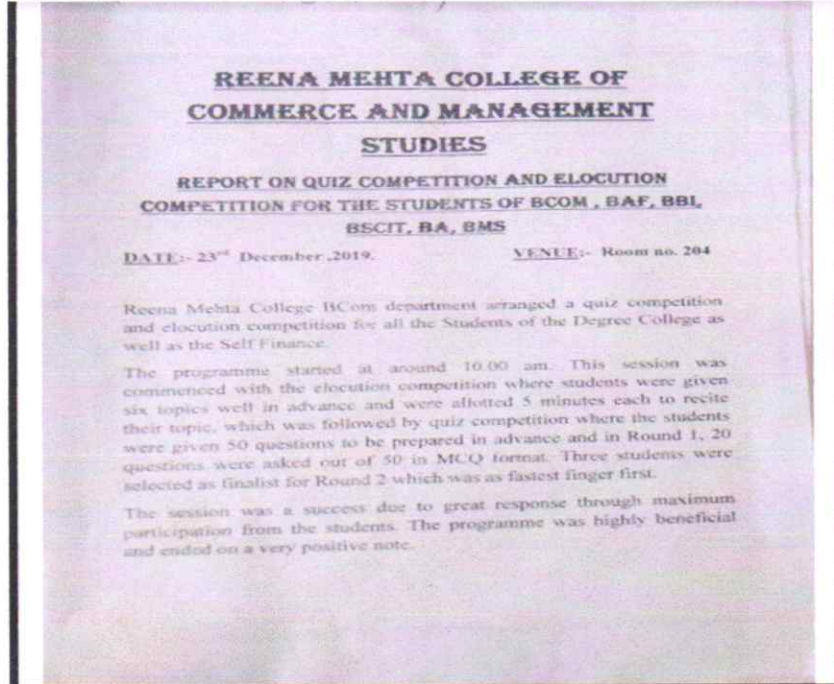 REENA MEHTA COLLEGE OF
COMMERCE AND MANAGEMENT
STUDIES
REPORT ON QUIZ COMPETITION AND ELOCUTION
COMPETITION FOR THE STUDENTS OF BCOM , BAF, BBI,
BSCIT, BA, BMS
DATE:- 23rd December ,2019. VENUE:- Room no. 204
Reena Mehta College BCom department arranged a quiz competition
and elocution competition for all the Students of the Degree College as
well as the Self Finance.
The programme started at around 10.00 am. This session was
commenced with the elocution competition where students were given
six topics well in advance and were allotted 5 minutes each to recite
their topic, which was followed by quiz competition where the students
were given 50 questions to be prepared in advance and in Round 1, 20
questions were asked out of 50 in MCQ format. Three students were
selected as finalist for Round 2 which was as fastest finger first.
The session was a success due to great response through maximum
participation from the students. The programme was highly beneficial
and ended on a very positive note.